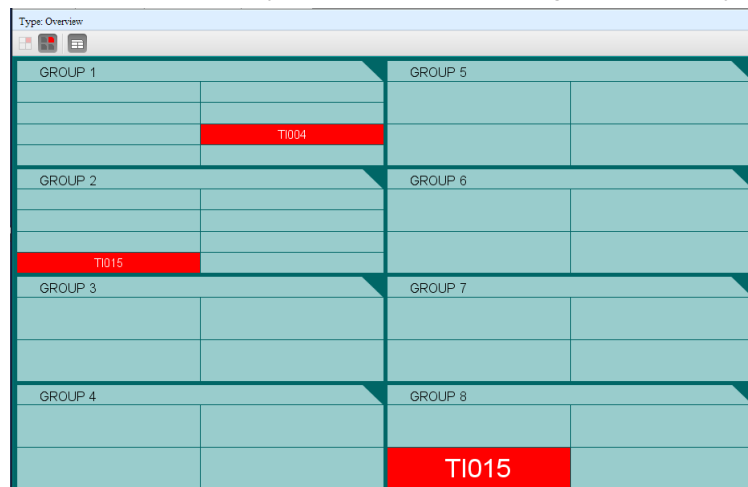 Type: Overview
GROUP 1
TI004
GROUP 2
TI015
GROUP 3
GROUP 4
GROUP 5
GROUP 6
GROUP 7
GROUP 8
TI015